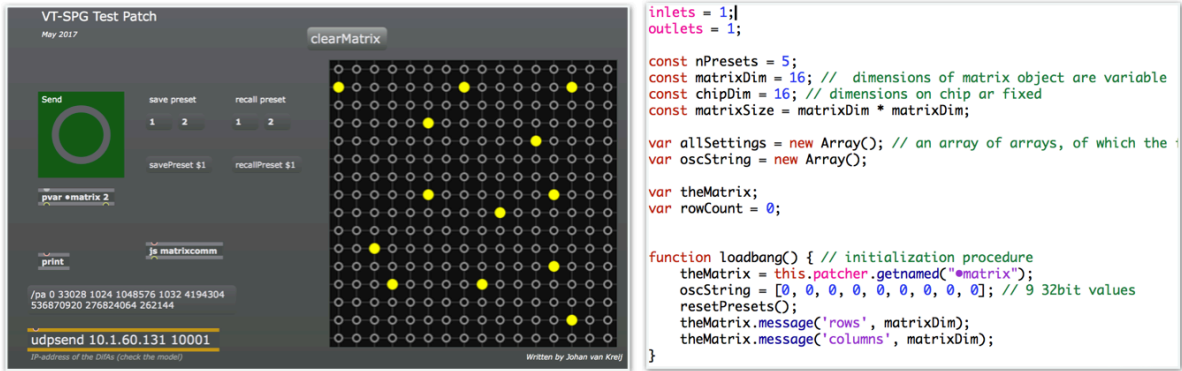 VT-SPG Test Patch
May 2017
clearMatrix
Send
save preset
recall preset
1 2
1 2
savePreset $1
recallPreset $1
pvar •matrix 2
print
js matrixcomm
/pa 0 33028 1024 1048576 1032 4194304
536870920 276824064 262144
udpsend 10.1.60.131 10001
IP-address of the DIfAs (check the model)
Written by Johan van Kreij
inlets = 1;
outlets = 1;
const nPresets = 5;
const matrixDim = 16; // dimensions of matrix object are variable
const chipDim = 16; // dimensions on chip ar fixed
const matrixSize = matrixDim * matrixDim;
var allSettings = new Array(); // an array of arrays, of which the
var oscString = new Array();
var theMatrix;
var rowCount = 0;
function loadbang() { // initialization procedure
theMatrix = this.patcher.getnamed("•matrix");
oscString = [0, 0, 0, 0, 0, 0, 0, 0, 0]; // 9 32bit values
resetPresets();
theMatrix.message('rows', matrixDim);
theMatrix.message('columns', matrixDim);
}